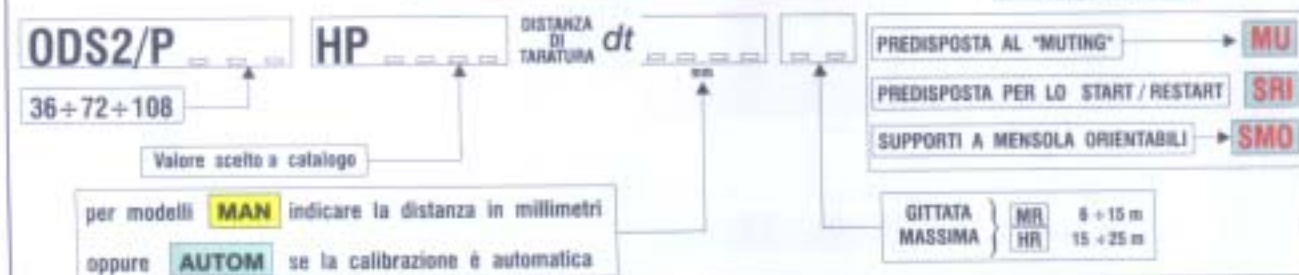 ODS2/P HP DISTANZA DI TARATURA dt
mm
36÷72÷108
Valore scelto a catalogo
per modelli MAN indicare la distanza in millimetri
oppure AUTOM se la calibrazione è automatica
PREDISPOSTA AL "MUTING" MU
PREDISPOSTA PER LO START / RESTART SRI
SUPPORTI A MENSOLA ORIENTABILI SMO
GITTATA MASSIMA
MR 6 ÷ 15 m
HR 15 ÷ 25 m